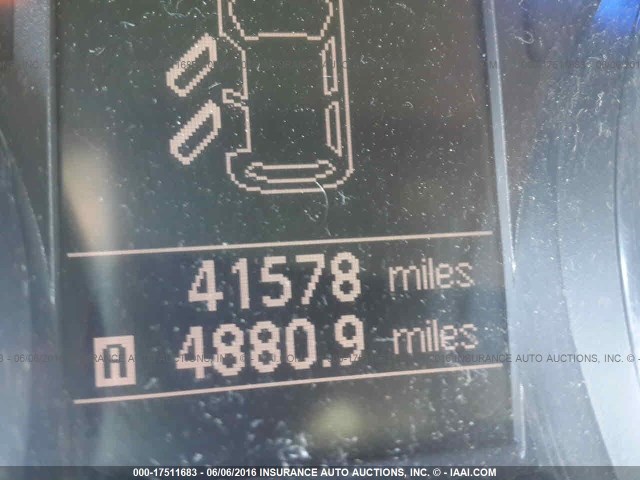 41578 miles
n 4880.9 miles
000-17511683 - 06/06/2016 INSURANCE AUTO AUCTIONS, INC. © - IAAI.COM